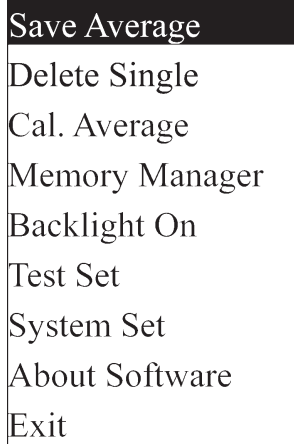 Save Average
Delete Single
Cal. Average
Memory Manager
Backlight On
Test Set
System Set
About Software
Exit